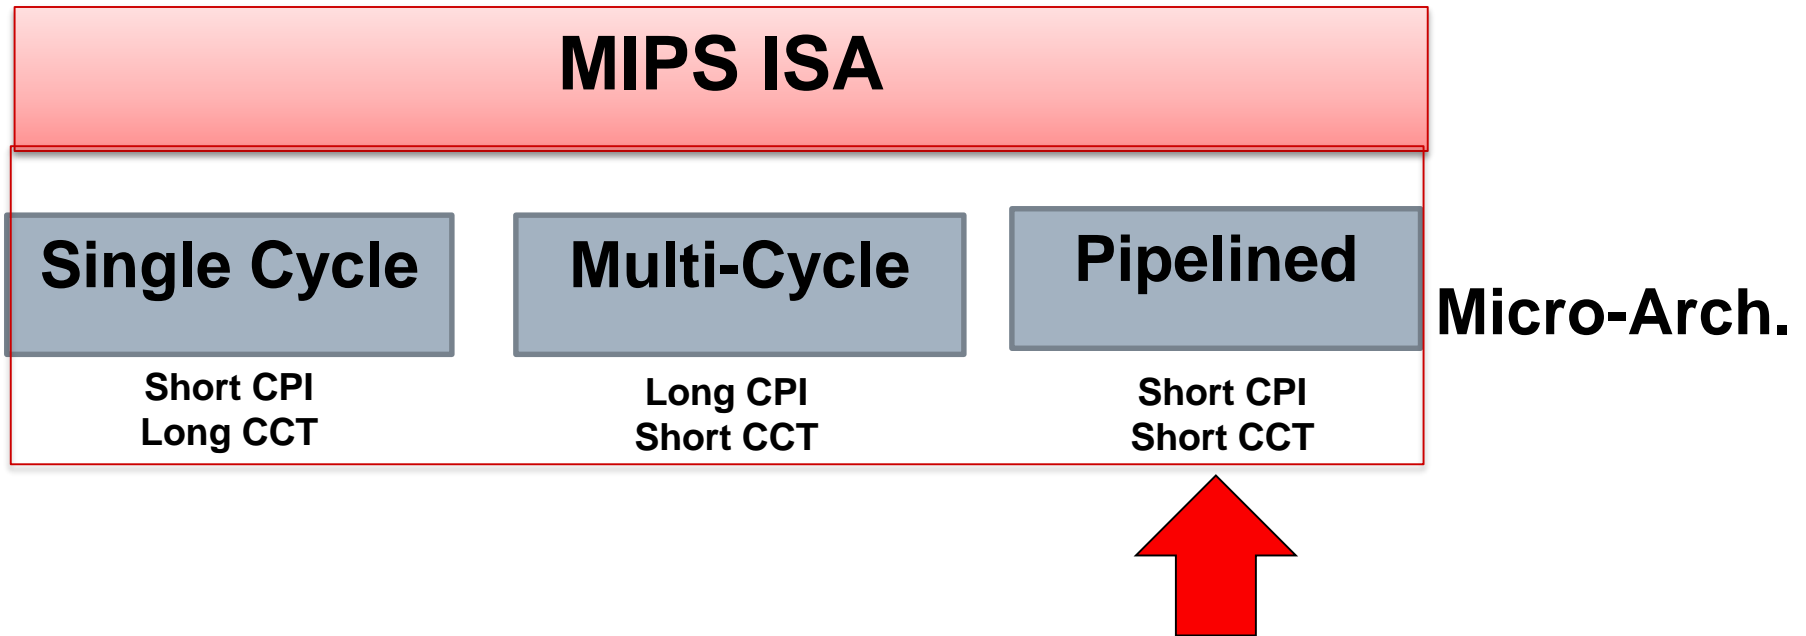 MIPS ISA
Single Cycle
Multi-Cycle
Pipelined
Micro-Arch.
Short CPI
Long CCT
Long CPI
Short CCT
Short CPI
Short CCT